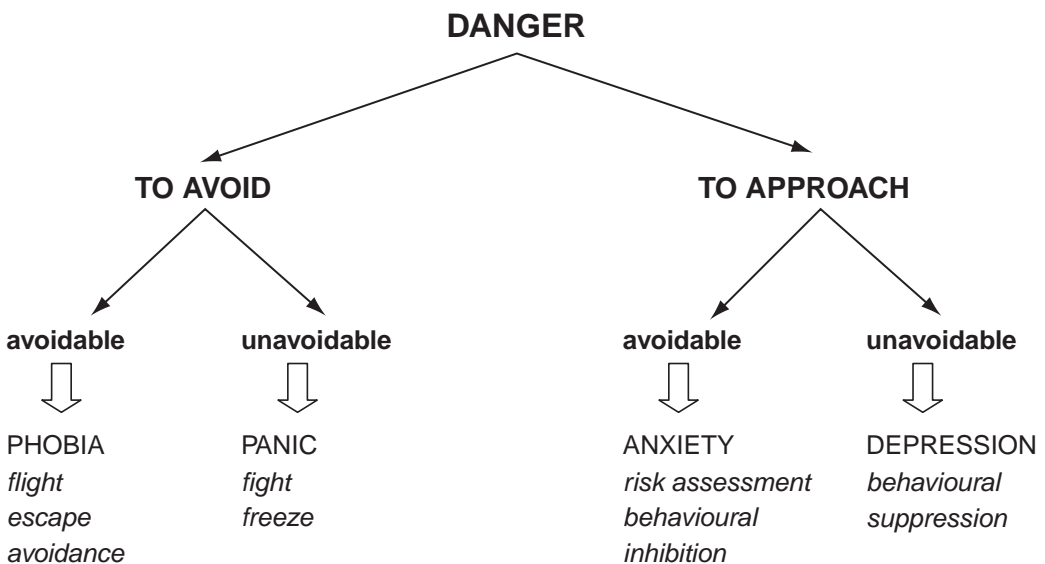 DANGER
TO AVOID
TO APPROACH
avoidable
unavoidable
avoidable
unavoidable
PHOBIA
flight
escape
avoidance
PANIC
fight
freeze
ANXIETY
risk assessment
behavioural
inhibition
DEPRESSION
behavioural
suppression